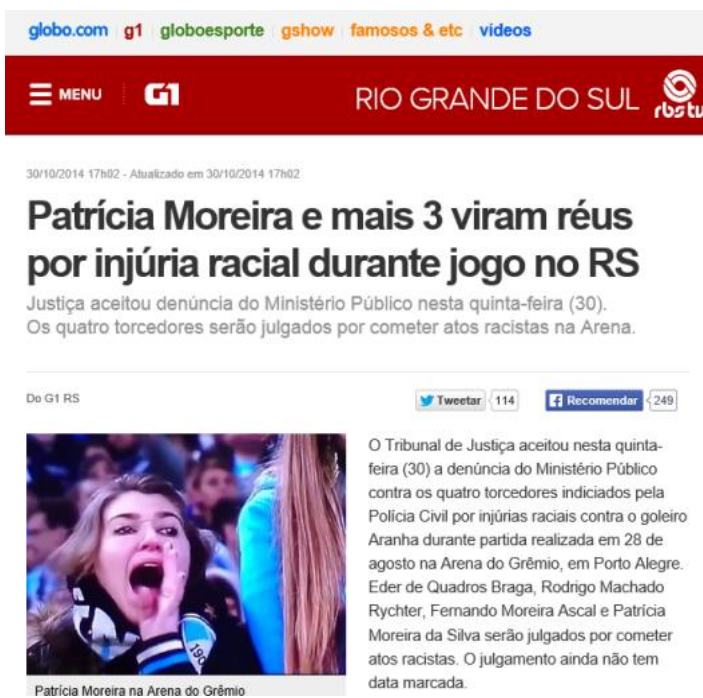 globo.com g1 globoesporte gshow famosos & etc vídeos
MENU G1 RIO GRANDE DO SUL rbs tv
30/10/2014 17h02 - Atualizado em 30/10/2014 17h02
Patrícia Moreira e mais 3 viram réus
por injúria racial durante jogo no RS
Justiça aceitou denúncia do Ministério Público nesta quinta-feira (30).
Os quatro torcedores serão julgados por cometer atos racistas na Arena.
Do G1 RS
Tweetar 114 Recomendar 249
O Tribunal de Justiça aceitou nesta quinta-
feira (30) a denúncia do Ministério Público
contra os quatro torcedores indiciados pela
Polícia Civil por injúrias raciais contra o goleiro
Aranha durante partida realizada em 28 de
agosto na Arena do Grêmio, em Porto Alegre.
Eder de Quadros Braga, Rodrigo Machado
Rychter, Fernando Moreira Ascal e Patrícia
Moreira da Silva serão julgados por cometer
atos racistas. O julgamento ainda não tem
data marcada.
190
Patrícia Moreira na Arena do Grêmio